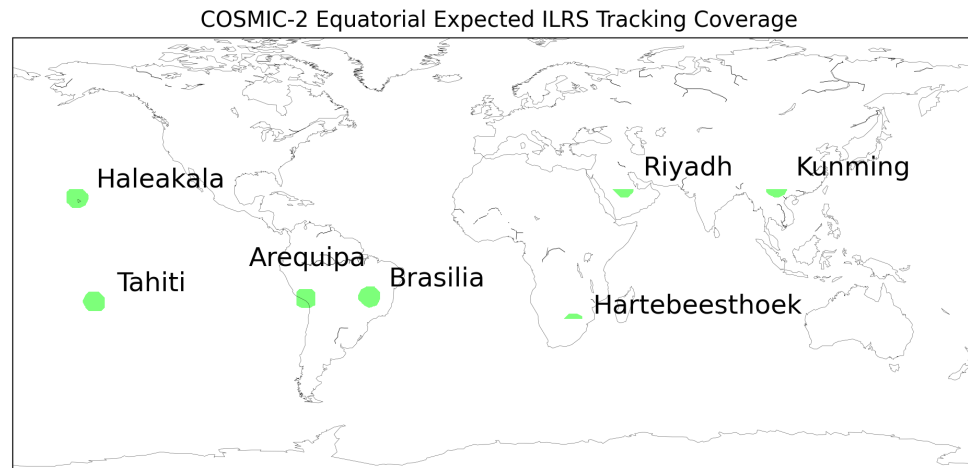 COSMIC-2 Equatorial Expected ILRS Tracking Coverage
Riyadh
Kunming
Haleakala
Arequipa
Brasilia
Tahiti
Hartebeesthoek